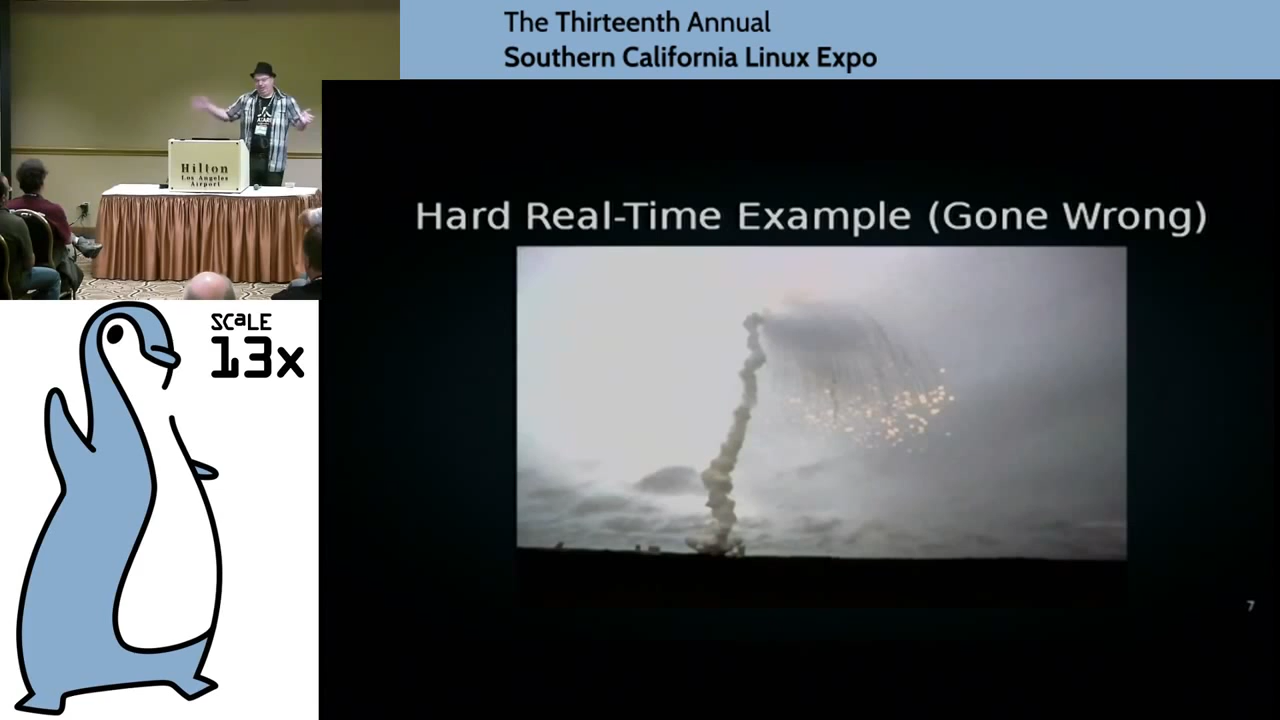 The Thirteenth Annual
Southern California Linux Expo
Hilton
Los Angeles
Airport
SCaLE
13x
Hard Real-Time Example (Gone Wrong)
7